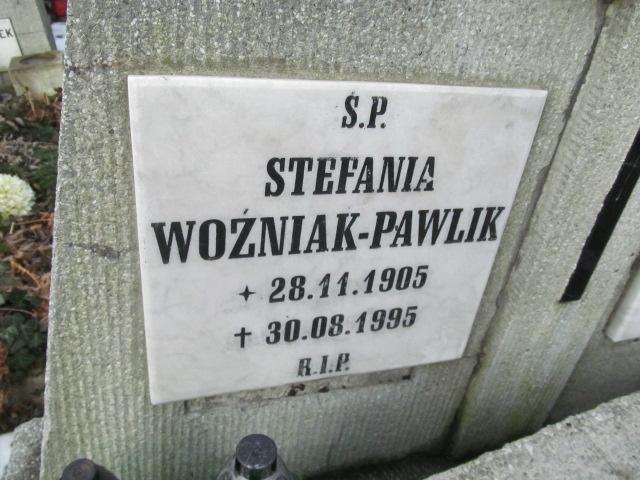 Ś.P.
STEFANIA
WOŹNIAK-PAWLIK
✦ 28.11.1905
✝ 30.08.1995
R.I.P.